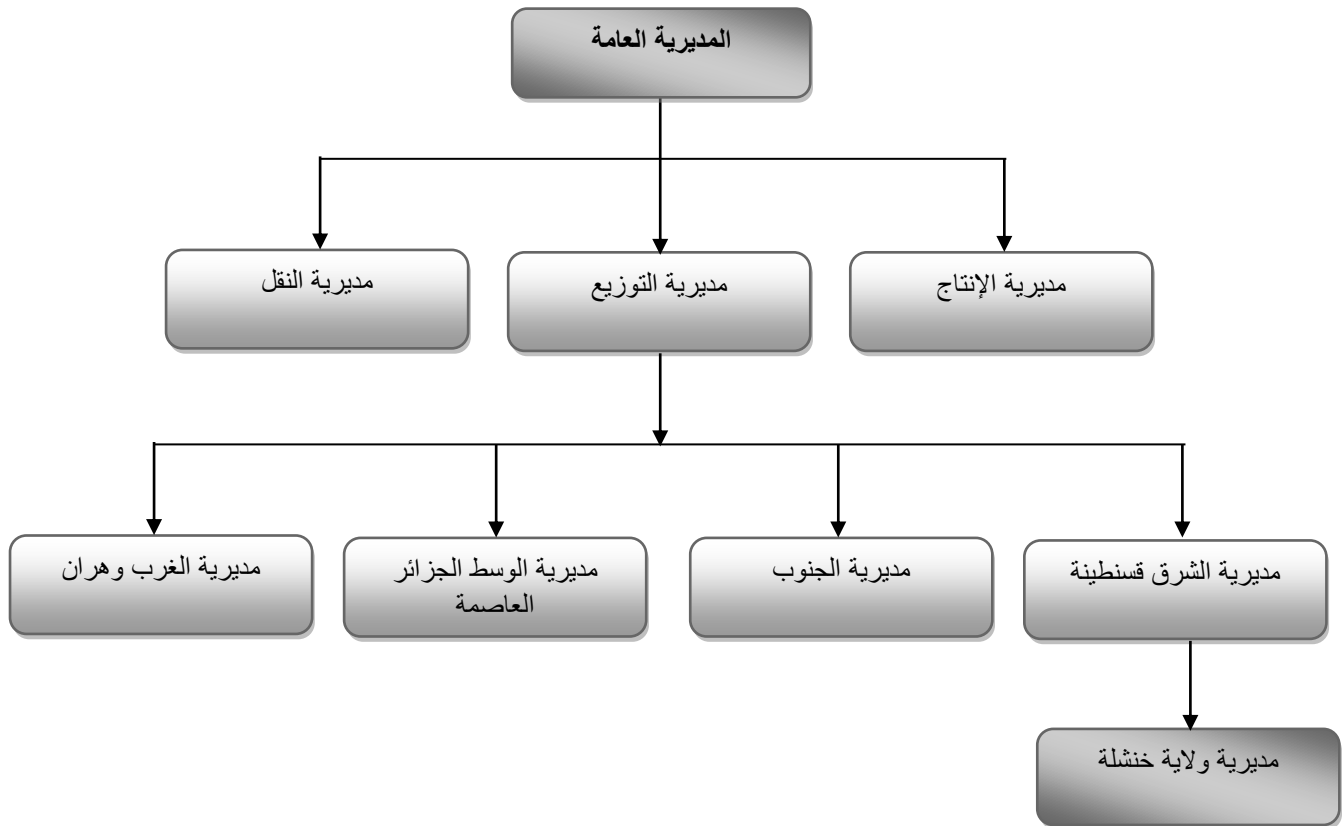 المديرية العامة
مديرية الإنتاج
مديرية التوزيع
مديرية النقل
مديرية الشرق قسنطينة
مديرية الجنوب
مديرية الوسط الجزائر
العاصمة
مديرية الغرب وهران
مديرية ولاية خنشلة